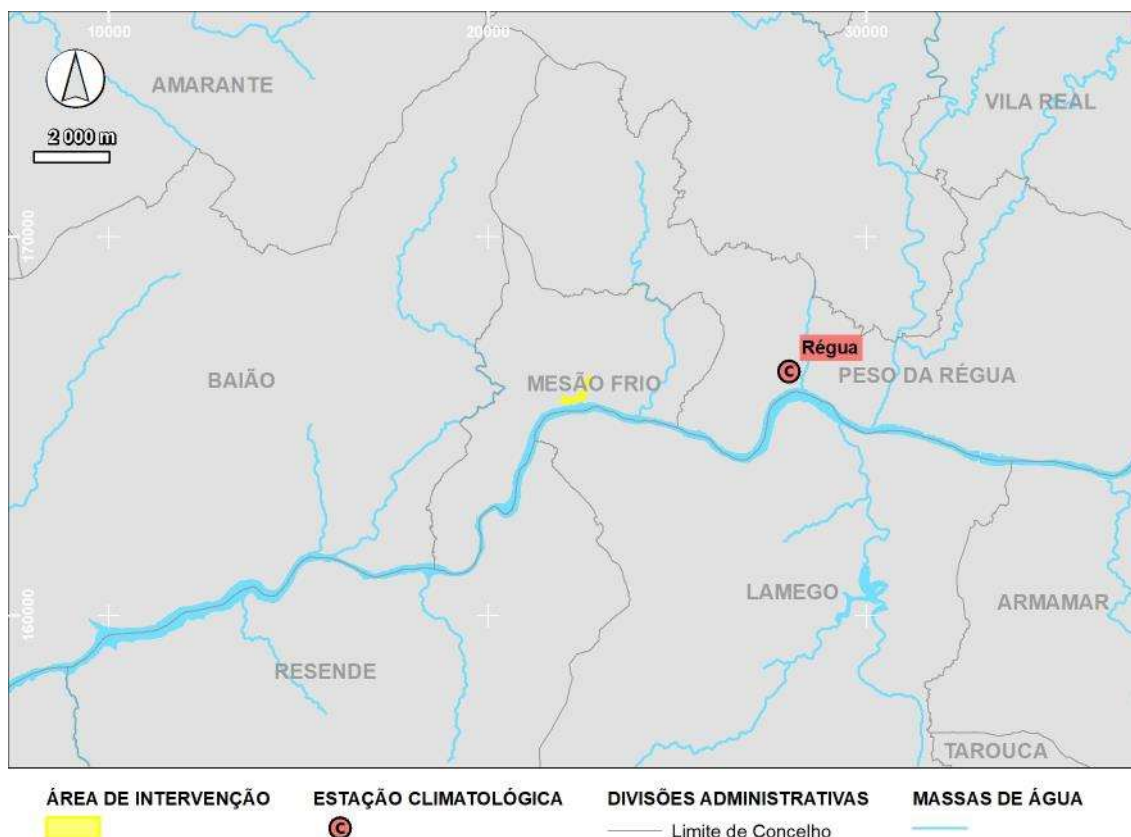 10000
20000
30000
AMARANTE
VILA REAL
2 000 m
170000
Régua
BAIÃO
MESÃO FRIO
PESO DA RÉGUA
C
LAMEGO
ARMAMAR
160000
RESENDE
TAROUCA
ÁREA DE INTERVENÇÃO
ESTAÇÃO CLIMATOLÓGICA
DIVISÕES ADMINISTRATIVAS
MASSAS DE ÁGUA
C
Limite de Concelho